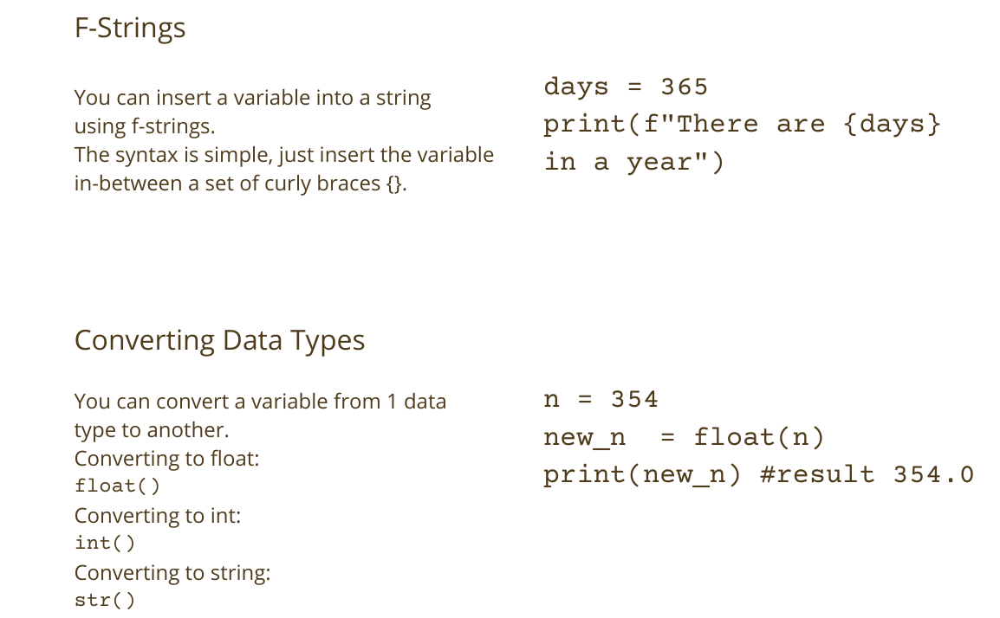 F-Strings
You can insert a variable into a string
using f-strings.
The syntax is simple, just insert the variable
in-between a set of curly braces {}.
days = 365
print(f"There are {days}
in a year")
Converting Data Types
You can convert a variable from 1 data
type to another.
Converting to float:
float()
Converting to int:
int()
Converting to string:
str()
n = 354
new_n  = float(n)
print(new_n) #result 354.0